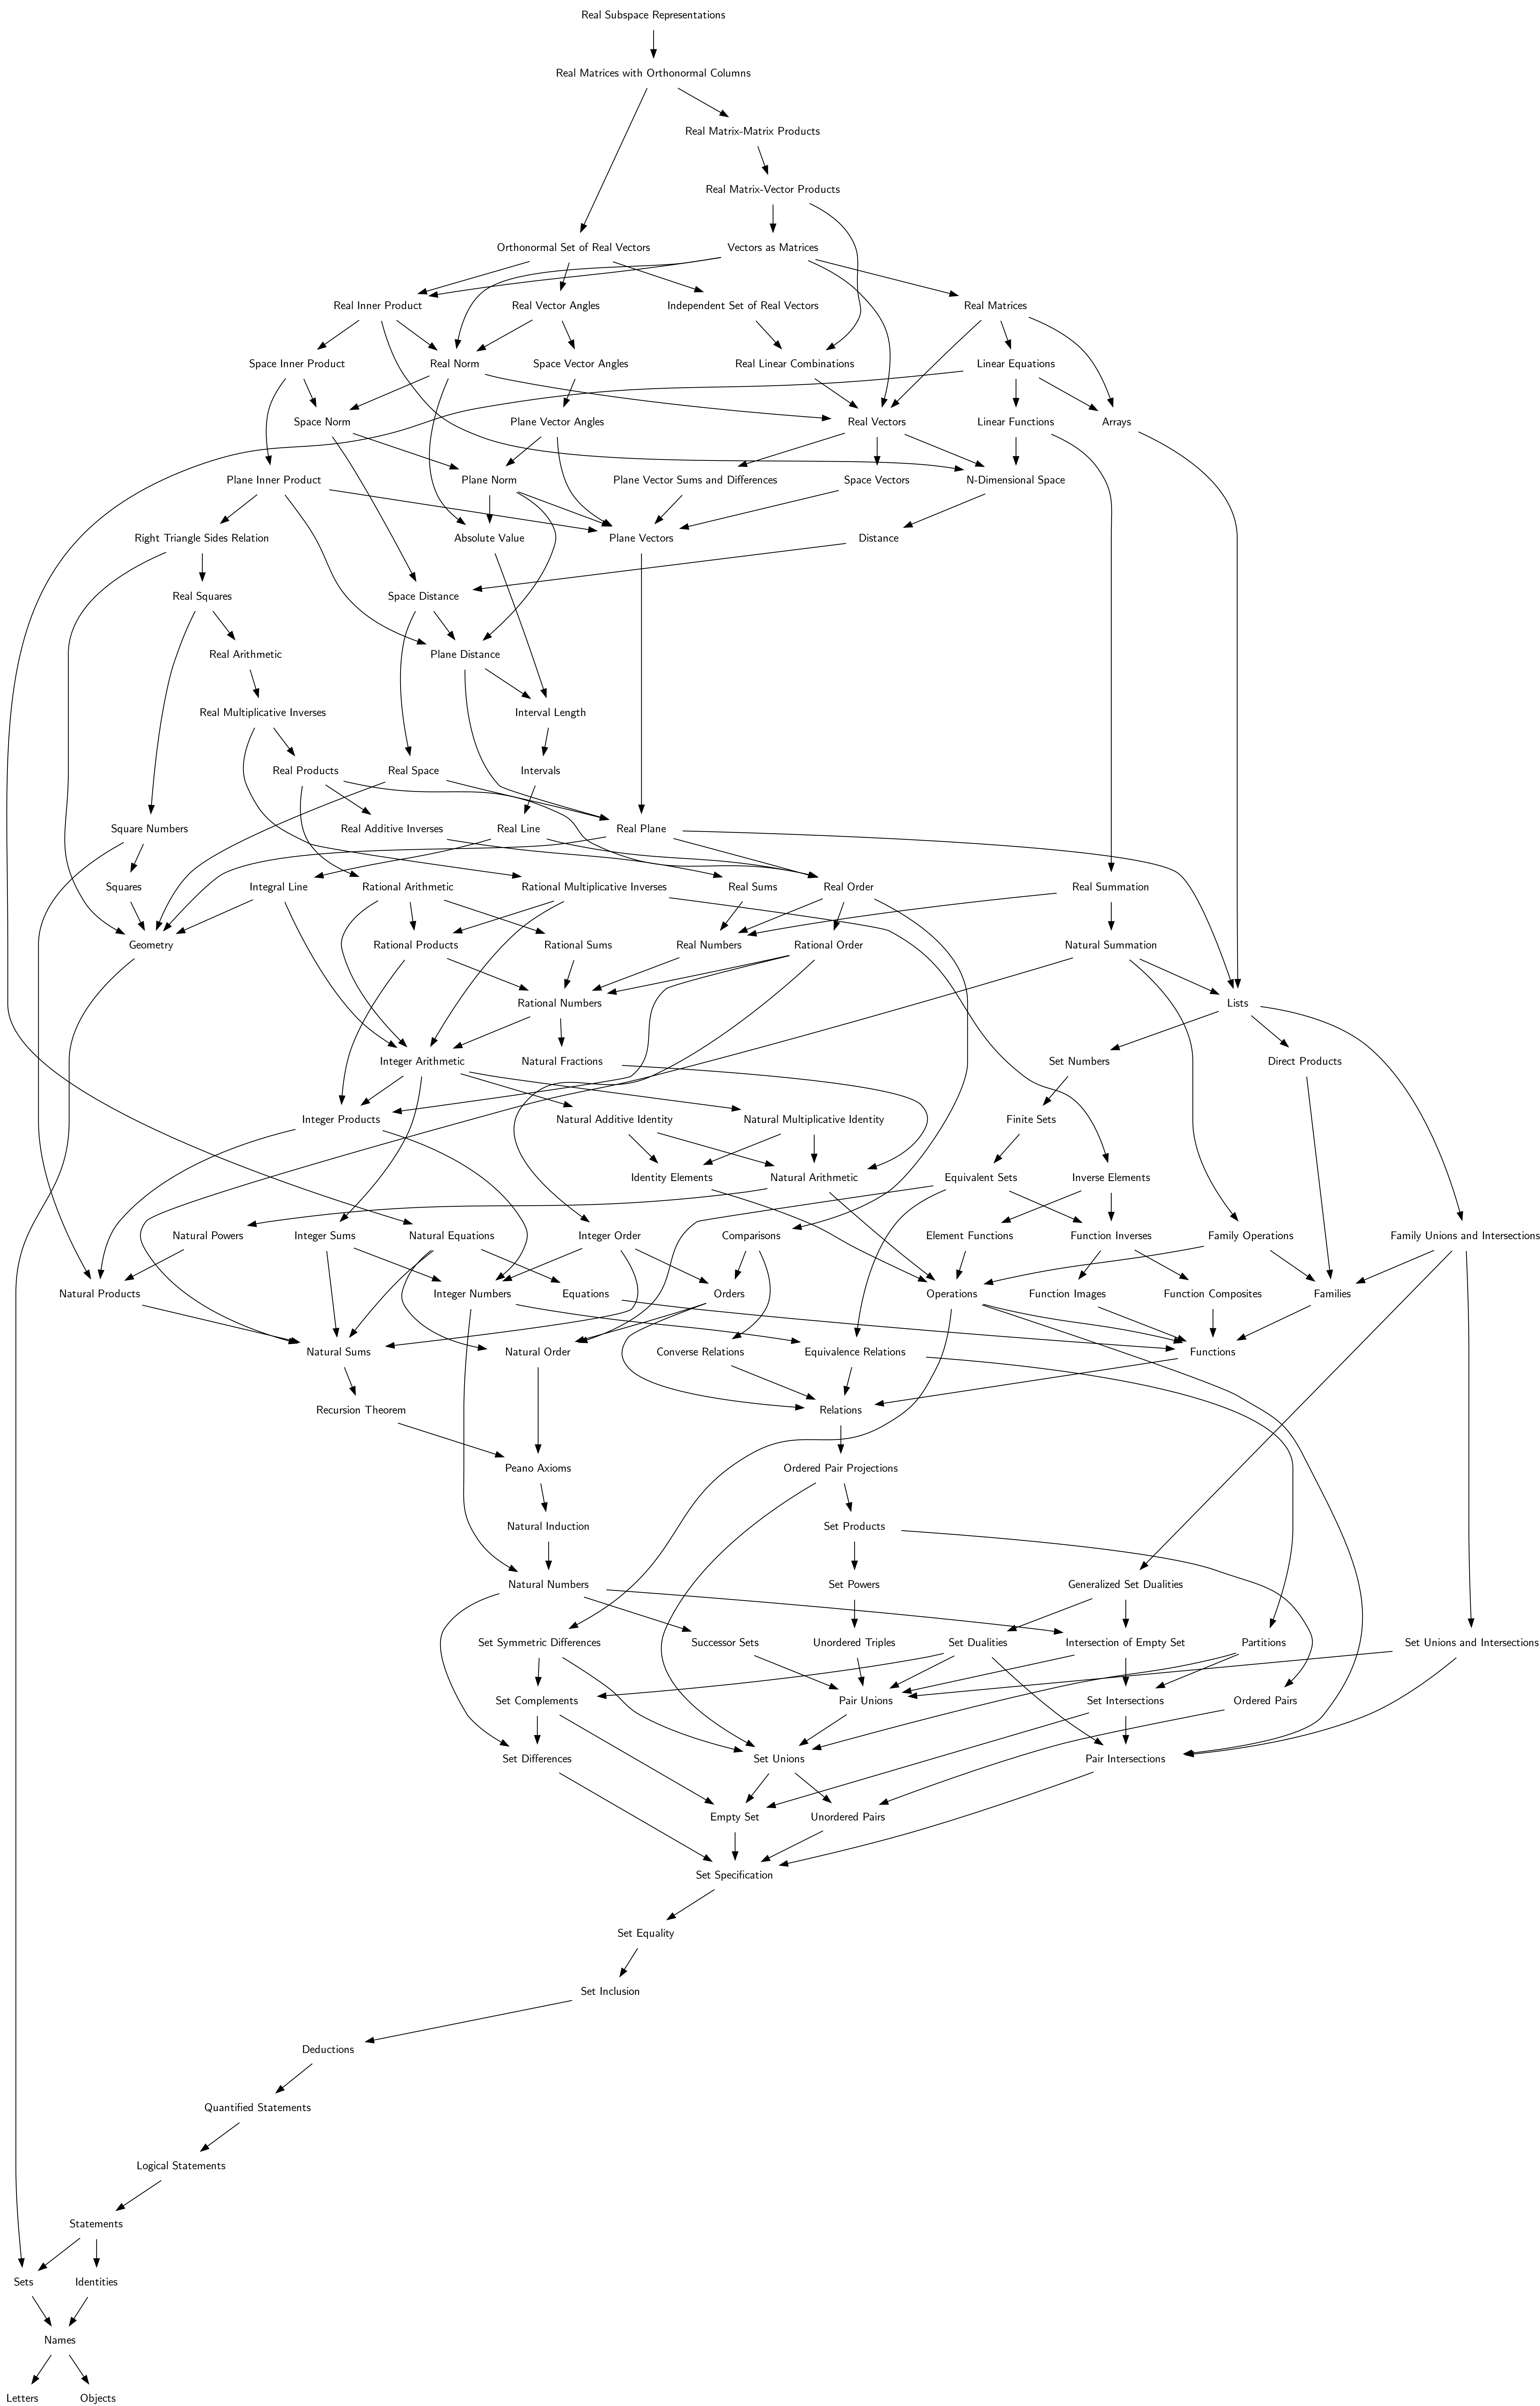 Real Subspace Representations
Real Matrices with Orthonormal Columns
Real Matrix-Matrix Products
Real Matrix-Vector Products
Orthonormal Set of Real Vectors
Vectors as Matrices
Real Inner Product
Real Vector Angles
Independent Set of Real Vectors
Real Matrices
Space Inner Product
Real Norm
Space Vector Angles
Real Linear Combinations
Linear Equations
Space Norm
Plane Vector Angles
Real Vectors
Linear Functions
Arrays
Plane Inner Product
Plane Norm
Plane Vector Sums and Differences
Space Vectors
N-Dimensional Space
Right Triangle Sides Relation
Absolute Value
Plane Vectors
Distance
Real Squares
Space Distance
Real Arithmetic
Plane Distance
Real Multiplicative Inverses
Interval Length
Real Products
Real Space
Intervals
Square Numbers
Real Additive Inverses
Real Line
Real Plane
Squares
Integral Line
Rational Arithmetic
Rational Multiplicative Inverses
Real Sums
Real Order
Real Summation
Geometry
Rational Products
Rational Sums
Real Numbers
Rational Order
Natural Summation
Rational Numbers
Lists
Integer Arithmetic
Natural Fractions
Set Numbers
Direct Products
Integer Products
Natural Additive Identity
Natural Multiplicative Identity
Finite Sets
Identity Elements
Natural Arithmetic
Equivalent Sets
Inverse Elements
Natural Powers
Integer Sums
Natural Equations
Integer Order
Comparisons
Element Functions
Function Inverses
Family Operations
Family Unions and Intersections
Natural Products
Integer Numbers
Equations
Orders
Operations
Function Images
Function Composites
Families
Natural Sums
Natural Order
Converse Relations
Equivalence Relations
Functions
Recursion Theorem
Relations
Peano Axioms
Ordered Pair Projections
Natural Induction
Set Products
Natural Numbers
Set Powers
Generalized Set Dualities
Set Symmetric Differences
Successor Sets
Unordered Triples
Set Dualities
Intersection of Empty Set
Partitions
Set Unions and Intersections
Set Complements
Pair Unions
Set Intersections
Ordered Pairs
Set Differences
Set Unions
Pair Intersections
Empty Set
Unordered Pairs
Set Specification
Set Equality
Set Inclusion
Deductions
Quantified Statements
Logical Statements
Statements
Sets
Identities
Names
Letters
Objects